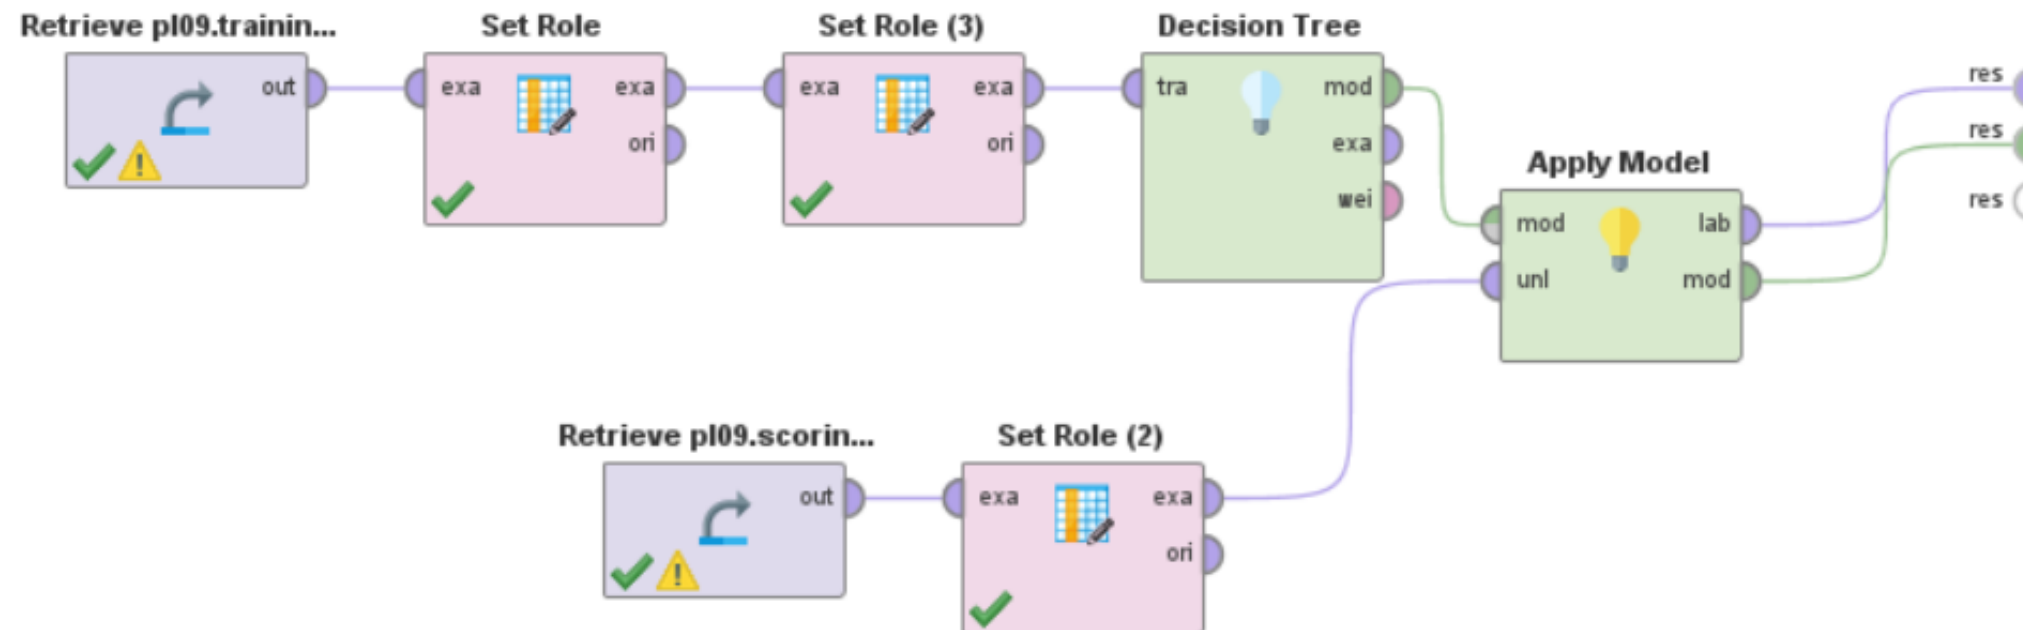 Retrieve pl09.trainin...
Set Role
Set Role (3)
Decision Tree
out
exa
exa
ori
exa
exa
ori
tra
mod
exa
wei
res
res
res
Apply Model
mod
lab
unl
mod
Retrieve pl09.scorin...
Set Role (2)
out
exa
exa
ori